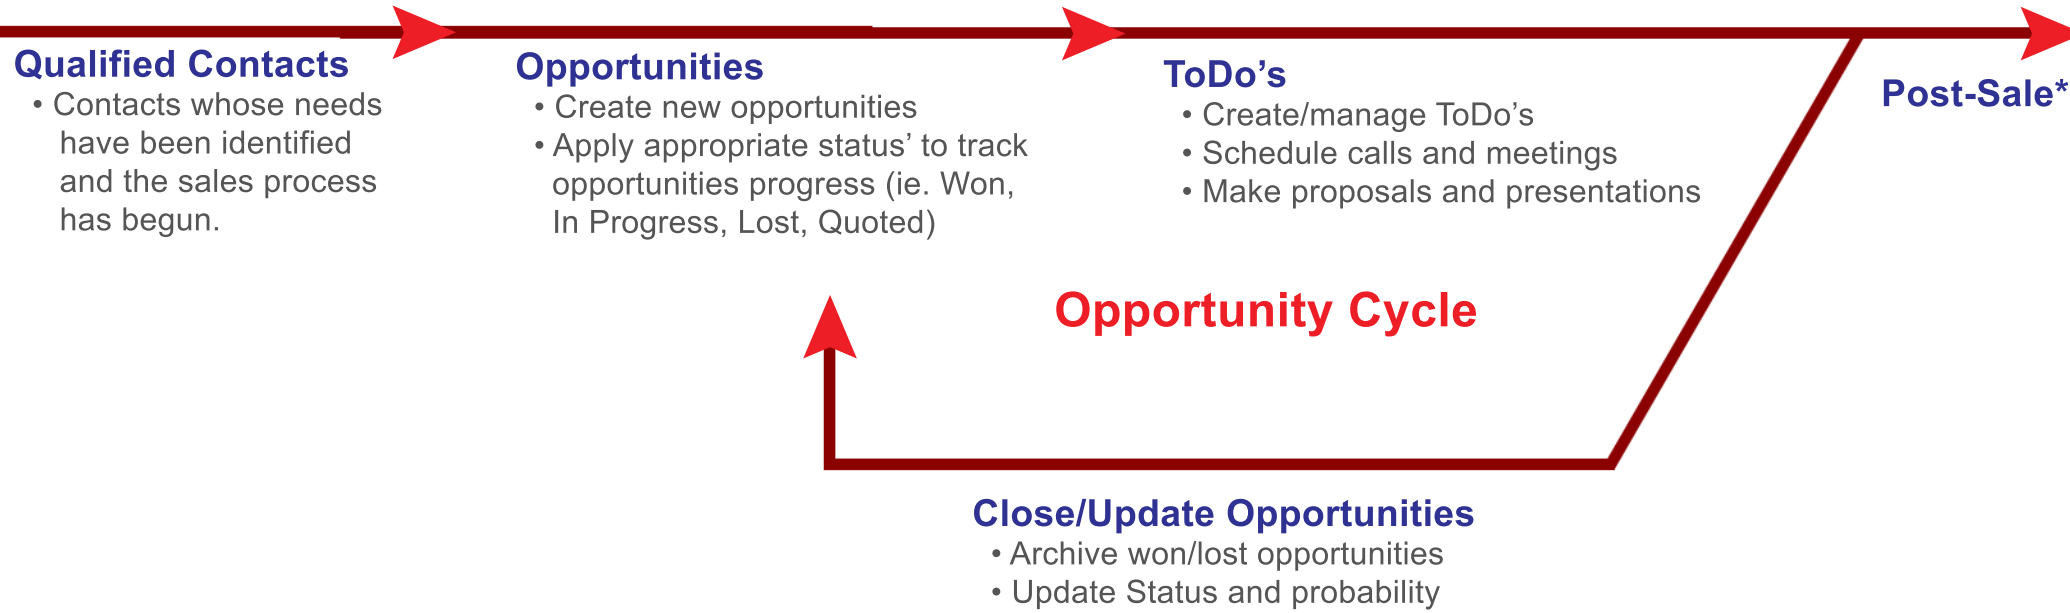 Qualified Contacts
• Contacts whose needs
have been identified
and the sales process
has begun.
Opportunities
• Create new opportunities
• Apply appropriate status’ to track
opportunities progress (ie. Won,
In Progress, Lost, Quoted)
ToDo’s
• Create/manage ToDo’s
• Schedule calls and meetings
• Make proposals and presentations
Post-Sale*
Opportunity Cycle
Close/Update Opportunities
• Archive won/lost opportunities
• Update Status and probability